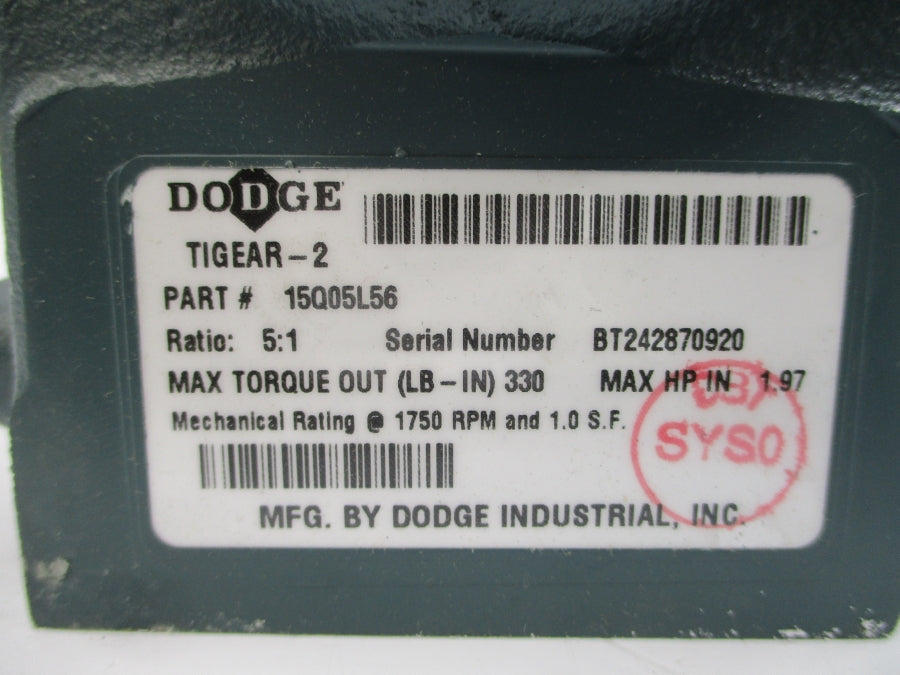 DODGE
TIGEAR-2
PART # 15Q05L56
Ratio: 5:1 Serial Number BT242870920
MAX TORQUE OUT (LB-IN) 330 MAX HP IN 1.97
Mechanical Rating @ 1750 RPM and 1.0 S.F.
SYSO
MFG. BY DODGE INDUSTRIAL, INC.